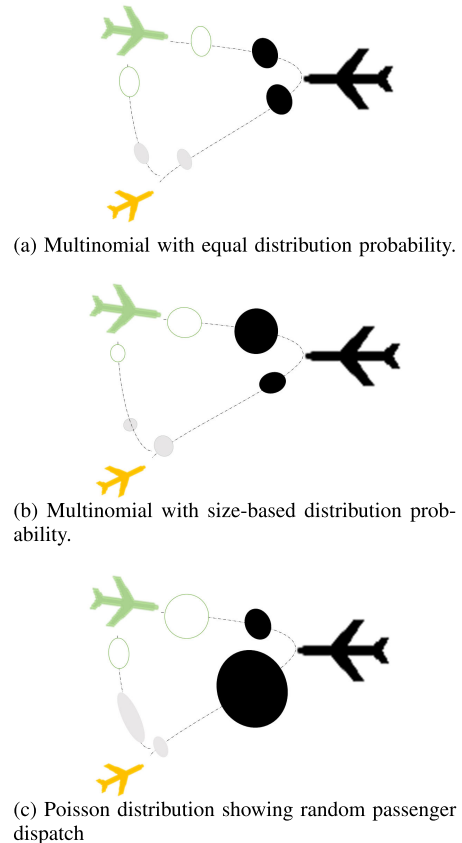 (a) Multinomial with equal distribution probability.
(b) Multinomial with size-based distribution prob-
ability.
(c) Poisson distribution showing random passenger
dispatch